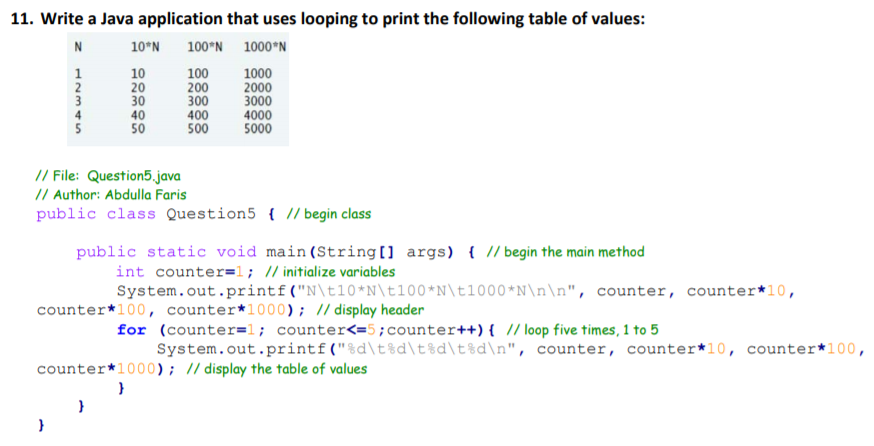 11. Write a Java application that uses looping to print the following table of values:
N 10*N 100*N 1000*N
1 10 100 1000
2 20 200 2000
3 30 300 3000
4 40 400 4000
5 50 500 5000
// File: Question5.java
// Author: Abdulla Faris
public class Question5 { // begin class
public static void main(String[] args) { // begin the main method
int counter=1; // initialize variables
System.out.printf("N\t10*N\t100*N\t1000*N\n\n", counter, counter*10,
counter*100, counter*1000); // display header
for (counter=1; counter<=5;counter++){ // loop five times, 1 to 5
System.out.printf("%d\t%d\t%d\t%d\n", counter, counter*10, counter*100,
counter*1000); // display the table of values
}
}
}